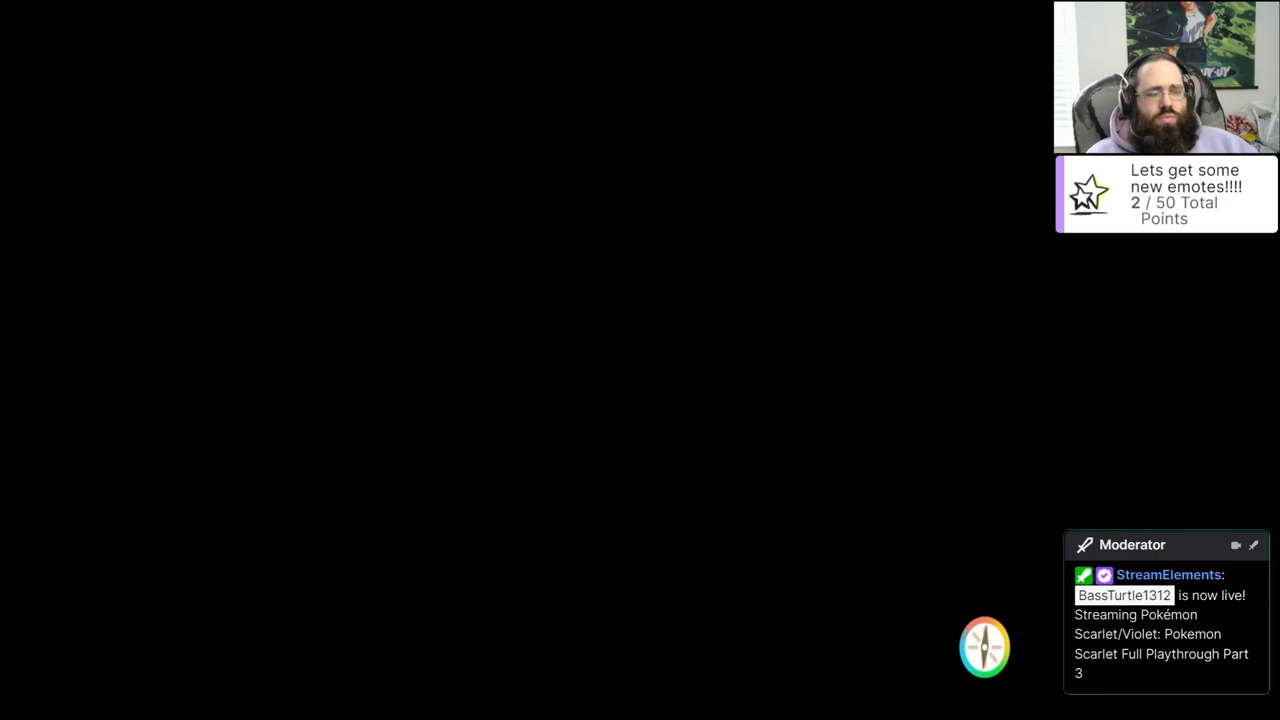 Lets get some
new emotes!!!!
2 / 50 Total
Points
Moderator
StreamElements:
BassTurtle1312 is now live!
Streaming Pokémon
Scarlet/Violet: Pokemon
Scarlet Full Playthrough Part
3